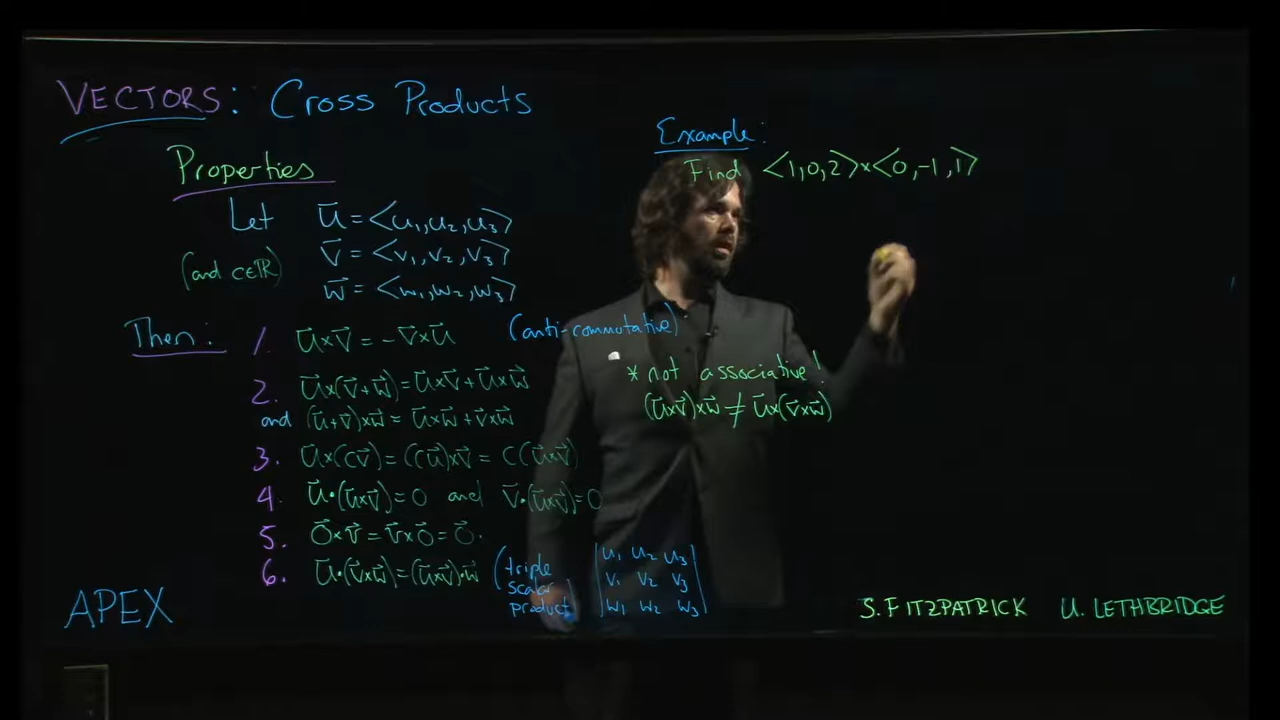 VECTORS: Cross Products
Properties
Let u⃗ = <u₁, u₂, u₃>
(and c∈ℝ) v⃗ = <v₁, v₂, v₃>
w⃗ = <w₁, w₂, w₃>
Then: 1. u⃗×v⃗ = -v⃗×u⃗ (anti-commutative)
2. u⃗×(v⃗+w⃗) = u⃗×v⃗ + u⃗×w⃗
and (u⃗+v⃗)×w⃗ = u⃗×w⃗ + v⃗×w⃗
3. u⃗×(cv⃗) = (cu⃗)×v⃗ = c(u⃗×v⃗)
4. u⃗•(u⃗×v⃗) = 0 and v⃗•(u⃗×v⃗) = 0
5. 0⃗×v⃗ = v⃗×0⃗ = 0⃗.
6. u⃗•(v⃗×w⃗) = (u⃗×v⃗)•w⃗ (triple
scalar
product)
|u₁ u₂ u₃|
|v₁ v₂ v₃|
|w₁ w₂ w₃|
APEX
Example:
Find <1,0,2>×<0,-1,1>
* not associative!
(u⃗×v⃗)×w⃗ ≠ u⃗×(v⃗×w⃗)
S. FITZPATRICK U. LETHBRIDGE